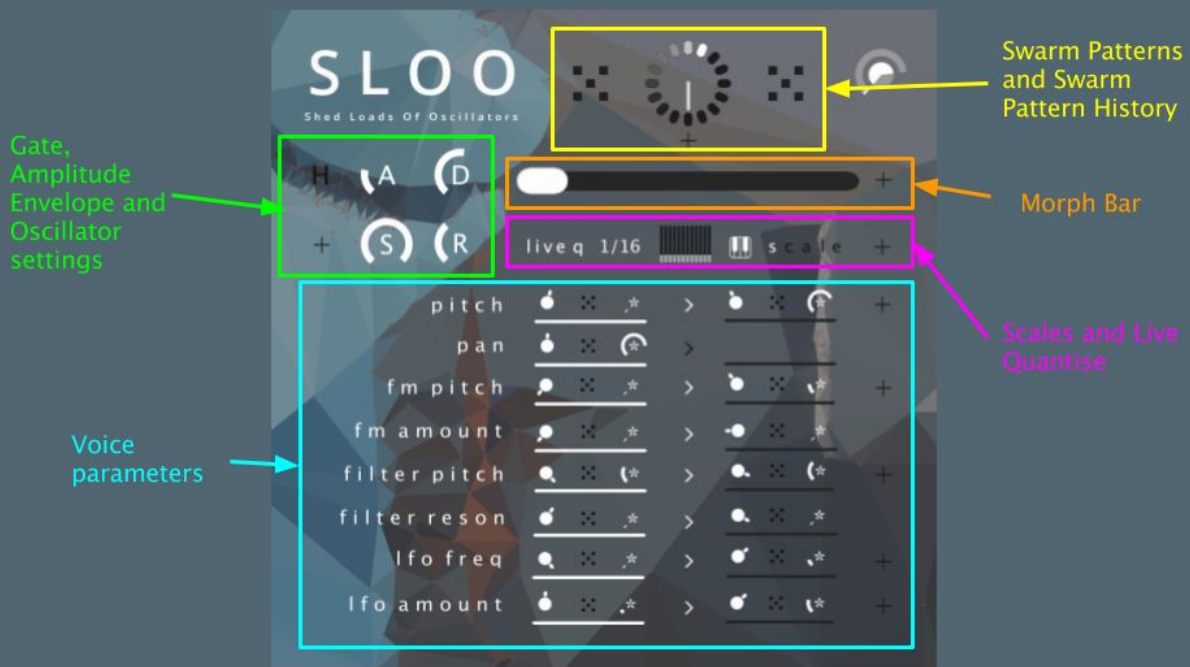 SLOO
Shed Loads Of Oscillators
Swarm Patterns
and Swarm
Pattern History
Gate,
Amplitude
Envelope and
Oscillator
settings
H A D
+ S R
+
+
Morph Bar
liveq 1/16 scale +
Scales and Live
Quantise
Voice
parameters
pitch > +
pan >
fm pitch > +
fm amount >
filter pitch > +
filter reson >
lfo freq > +
lfo amount > +